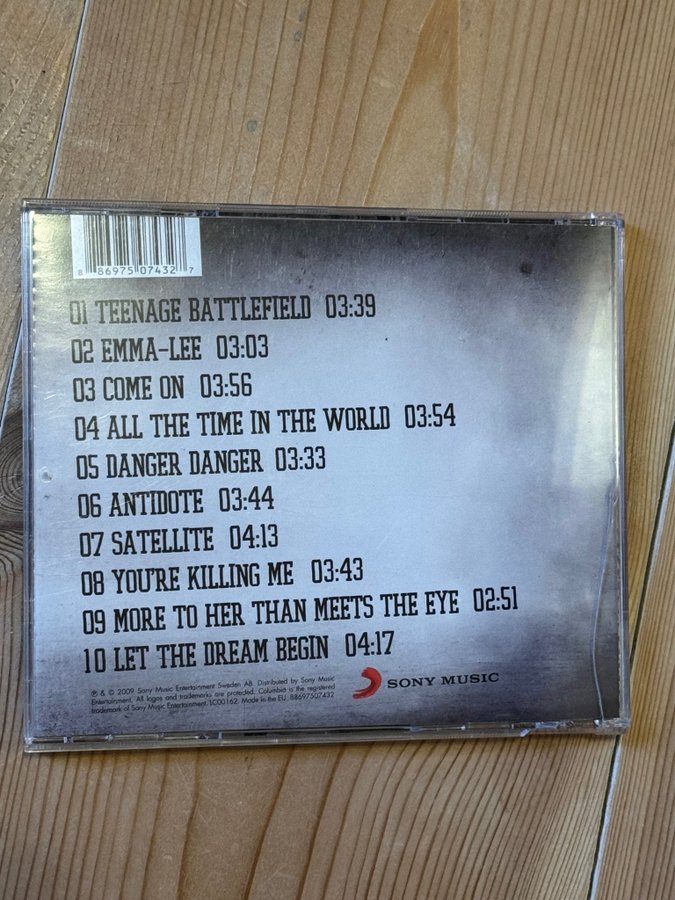 8 86975 07432 7
01 TEENAGE BATTLEFIELD 03:39
02 EMMA-LEE 03:03
03 COME ON 03:56
04 ALL THE TIME IN THE WORLD 03:54
05 DANGER DANGER 03:33
06 ANTIDOTE 03:44
07 SATELLITE 04:13
08 YOU'RE KILLING ME 03:43
09 MORE TO HER THAN MEETS THE EYE 02:51
10 LET THE DREAM BEGIN 04:17
℗ & © 2009 Sony Music Entertainment Sweden AB. Distributed by Sony Music
Entertainment. All logos and trademarks are protected. Columbia is the registered
trademark of Sony Music Entertainment. LC00162. Made in the EU. 88697507432
SONY MUSIC